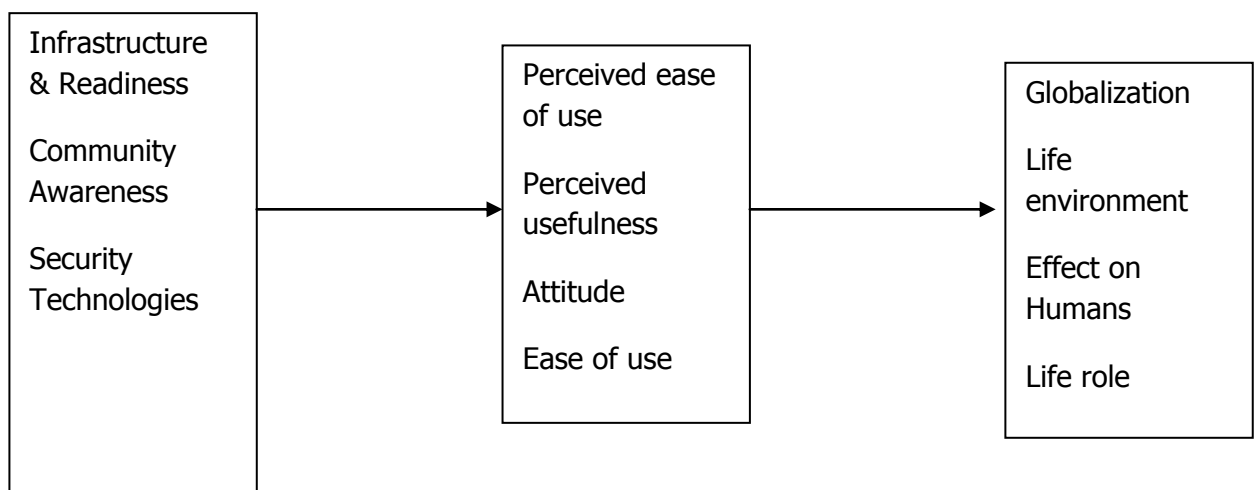 Infrastructure
& Readiness
Community
Awareness
Security
Technologies
Perceived ease
of use
Perceived
usefulness
Attitude
Ease of use
Globalization
Life
environment
Effect on
Humans
Life role